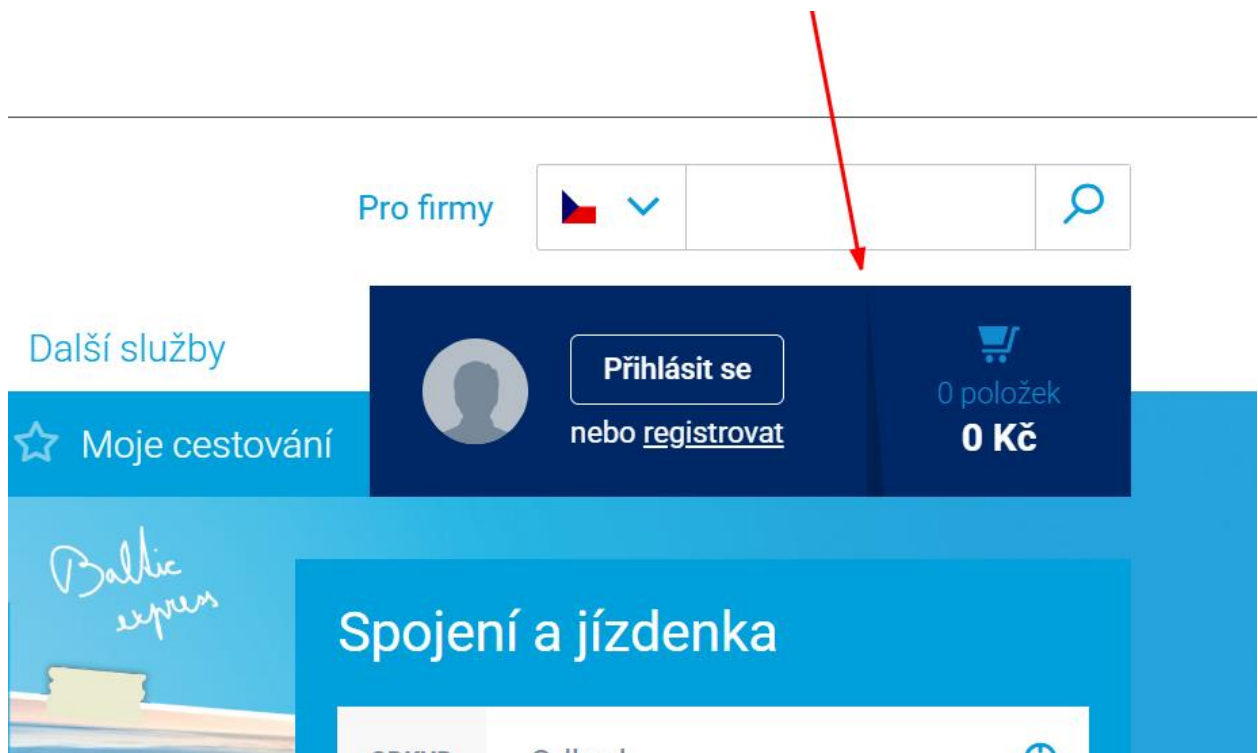 Pro firmy
Další služby
Přihlásit se
0 položek
Moje cestování
nebo registrovat
0 Kč
Baltic
express
Spojení a jízdenka